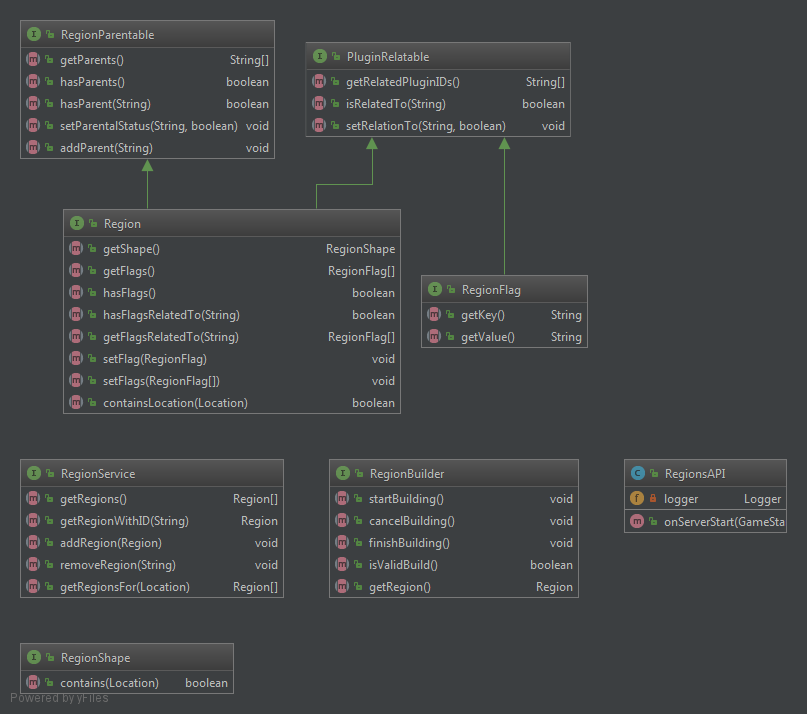 I RegionParentable
m getParents() String[]
m hasParents() boolean
m hasParent(String) boolean
m setParentalStatus(String, boolean) void
m addParent(String) void
I PluginRelatable
m getRelatedPluginIDs() String[]
m isRelatedTo(String) boolean
m setRelationTo(String, boolean) void
I Region
m getShape() RegionShape
m getFlags() RegionFlag[]
m hasFlags() boolean
m hasFlagsRelatedTo(String) boolean
m getFlagsRelatedTo(String) RegionFlag[]
m setFlag(RegionFlag) void
m setFlags(RegionFlag[]) void
m containsLocation(Location) boolean
I RegionFlag
m getKey() String
m getValue() String
I RegionService
m getRegions() Region[]
m getRegionWithID(String) Region
m addRegion(Region) void
m removeRegion(String) void
m getRegionsFor(Location) Region[]
I RegionBuilder
m startBuilding() void
m cancelBuilding() void
m finishBuilding() void
m isValidBuild() boolean
m getRegion() Region
C RegionsAPI
f logger Logger
m onServerStart(GameSta
I RegionShape
m contains(Location) boolean
Powered by yFiles